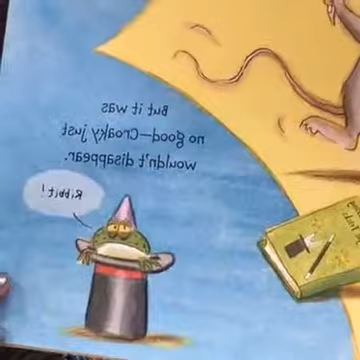 But it was
no good—Croaky just
wouldn't disappear.
Ribbit!